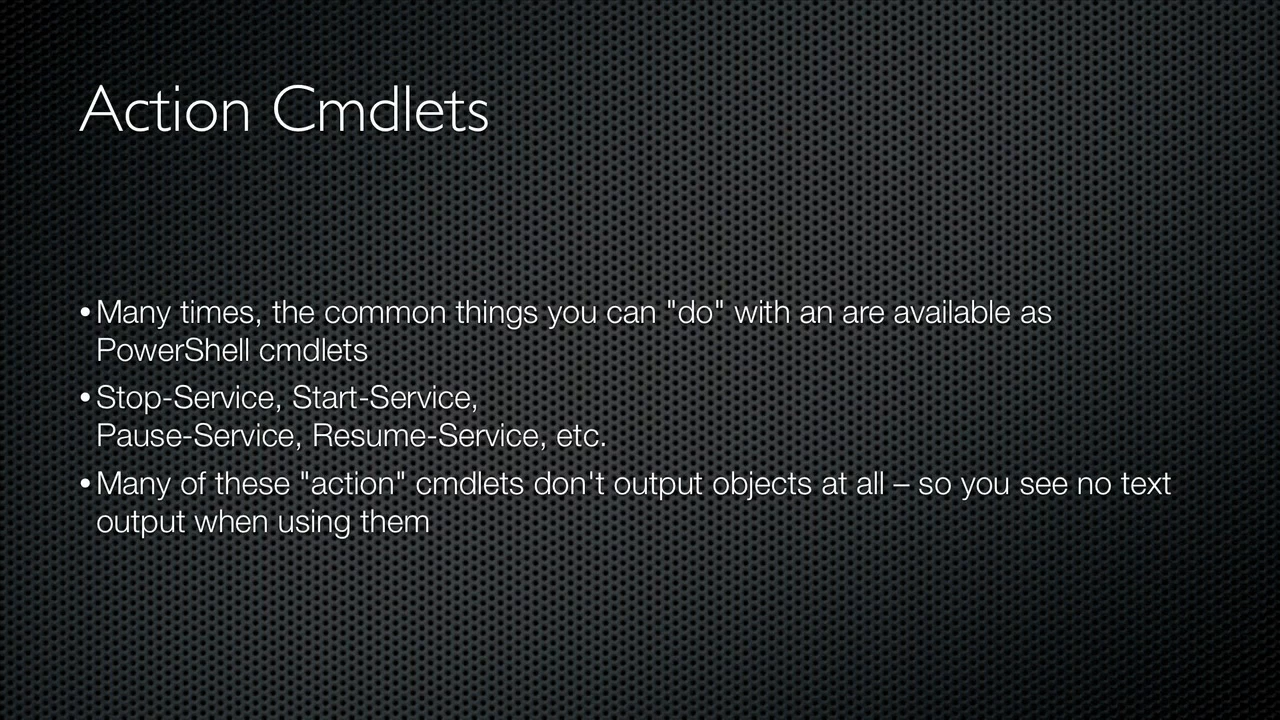 Action Cmdlets
• Many times, the common things you can "do" with an are available as
PowerShell cmdlets
• Stop-Service, Start-Service,
Pause-Service, Resume-Service, etc.
• Many of these "action" cmdlets don't output objects at all – so you see no text
output when using them